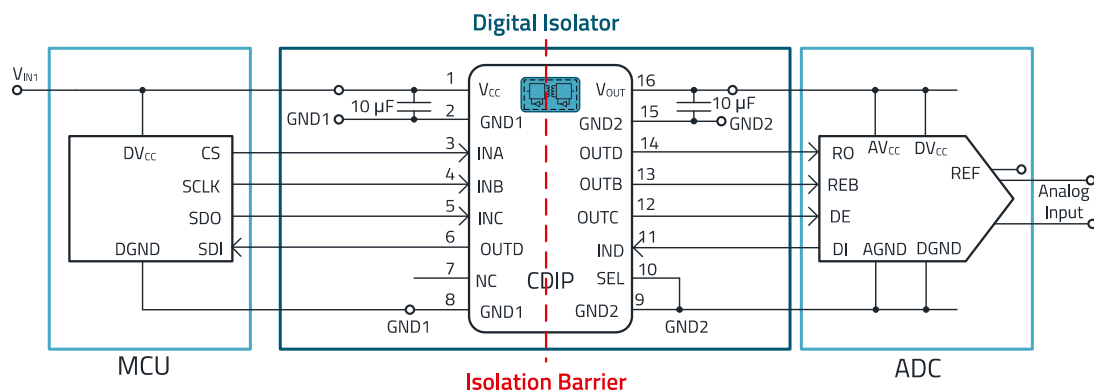 Digital Isolator
V_IN1
DV_CC
CS
SCLK
SDO
SDI
DGND
MCU
10 µF
GND1
GND1
1
2
3
4
5
6
7
8
V_CC
GND1
INA
INB
INC
OUTD
NC
GND1
CDIP
V_OUT
GND2
OUTD
OUTB
OUTC
IND
SEL
GND2
16
15
14
13
12
11
10
9
10 µF
GND2
GND2
AV_CC
DV_CC
RO
REB
DE
DI
AGND
DGND
REF
Analog
Input
ADC
Isolation Barrier